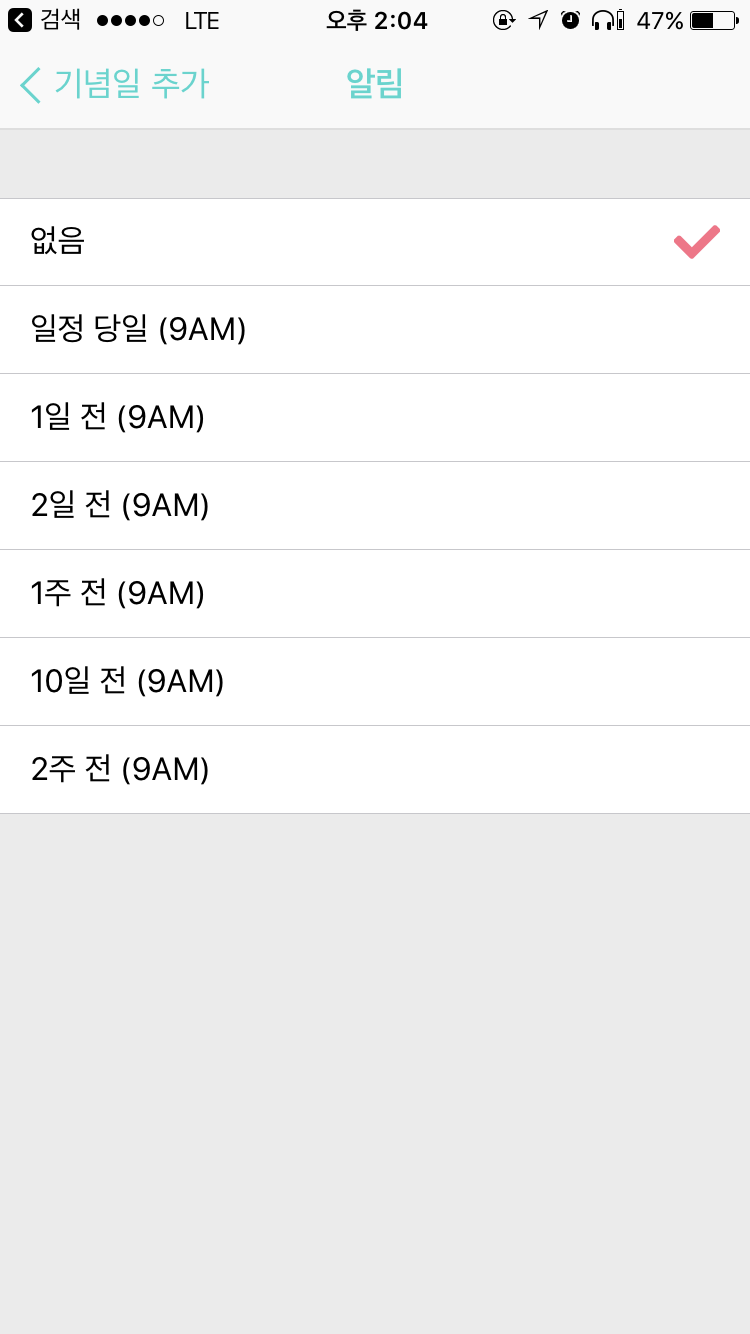 검색 LTE 오후 2:04 47%
기념일 추가 알림
없음
일정 당일 (9AM)
1일 전 (9AM)
2일 전 (9AM)
1주 전 (9AM)
10일 전 (9AM)
2주 전 (9AM)